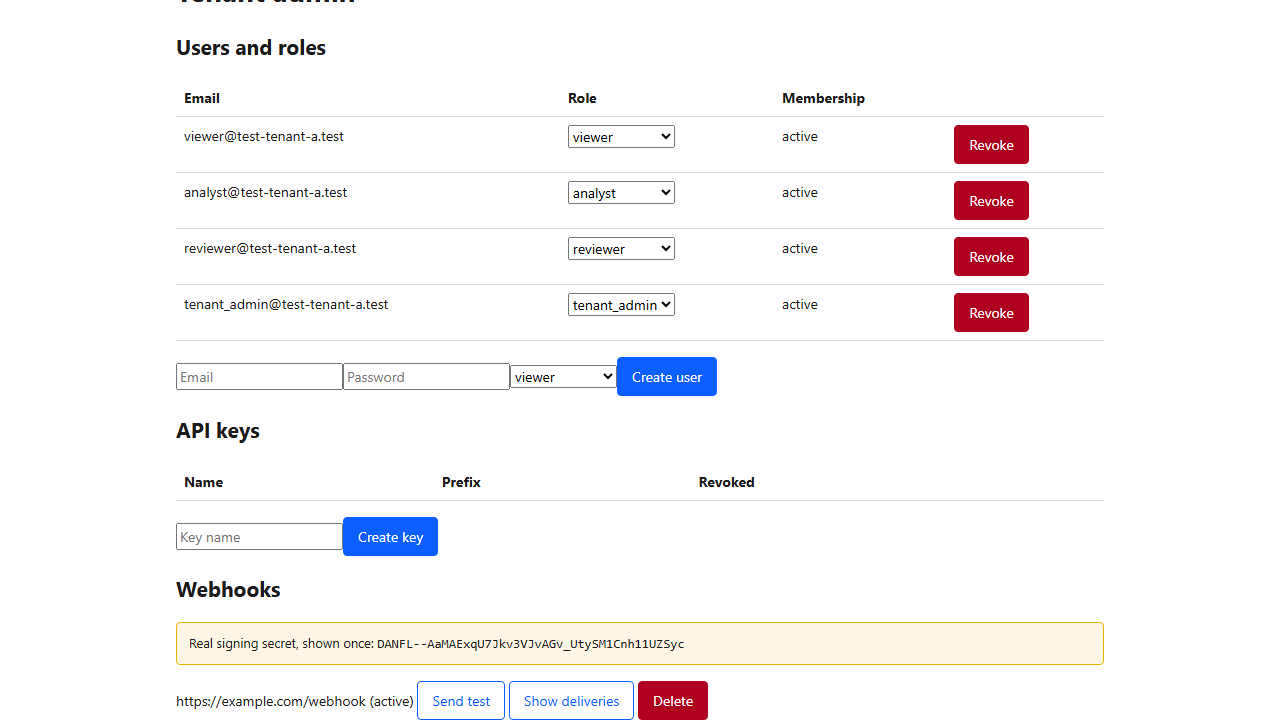 Tenant admin
Users and roles
Email Role Membership
viewer@test-tenant-a.test viewer active Revoke
analyst@test-tenant-a.test analyst active Revoke
reviewer@test-tenant-a.test reviewer active Revoke
tenant_admin@test-tenant-a.test tenant_admin active Revoke
Email Password viewer Create user
API keys
Name Prefix Revoked
Key name Create key
Webhooks
Real signing secret, shown once: DANFL--AaMAExqU7Jkv3VJvAGv_UtySM1Cnh11UZSyc
https://example.com/webhook (active) Send test Show deliveries Delete